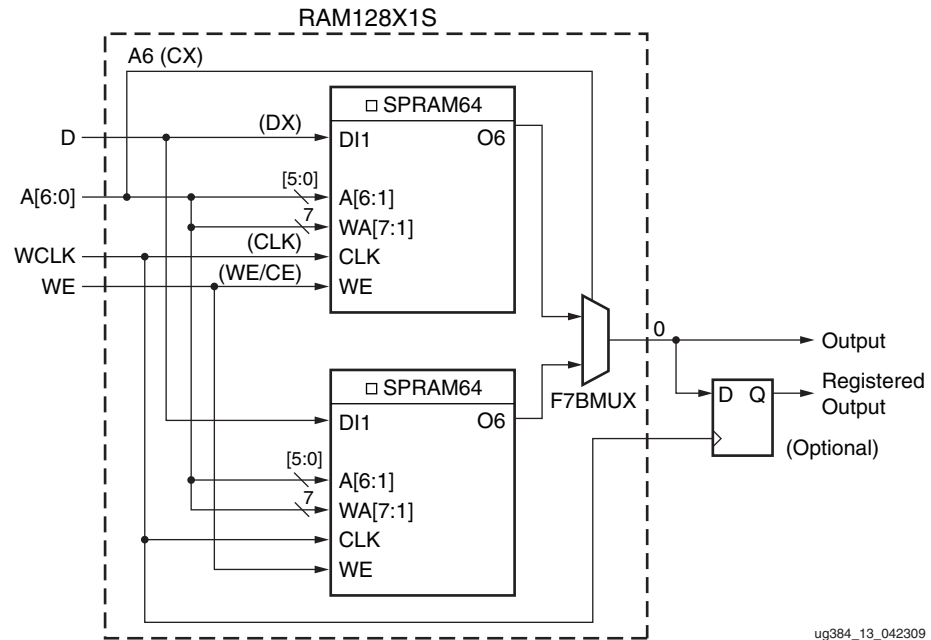 RAM128X1S
A6 (CX)
□ SPRAM64
D
(DX)
DI1
O6
A[6:0]
[5:0]
A[6:1]
7
WA[7:1]
WCLK
(CLK)
CLK
WE
(WE/CE)
WE
0
Output
F7BMUX
D Q
Registered
Output
(Optional)
□ SPRAM64
DI1
O6
[5:0]
A[6:1]
7
WA[7:1]
CLK
WE
ug384_13_042309